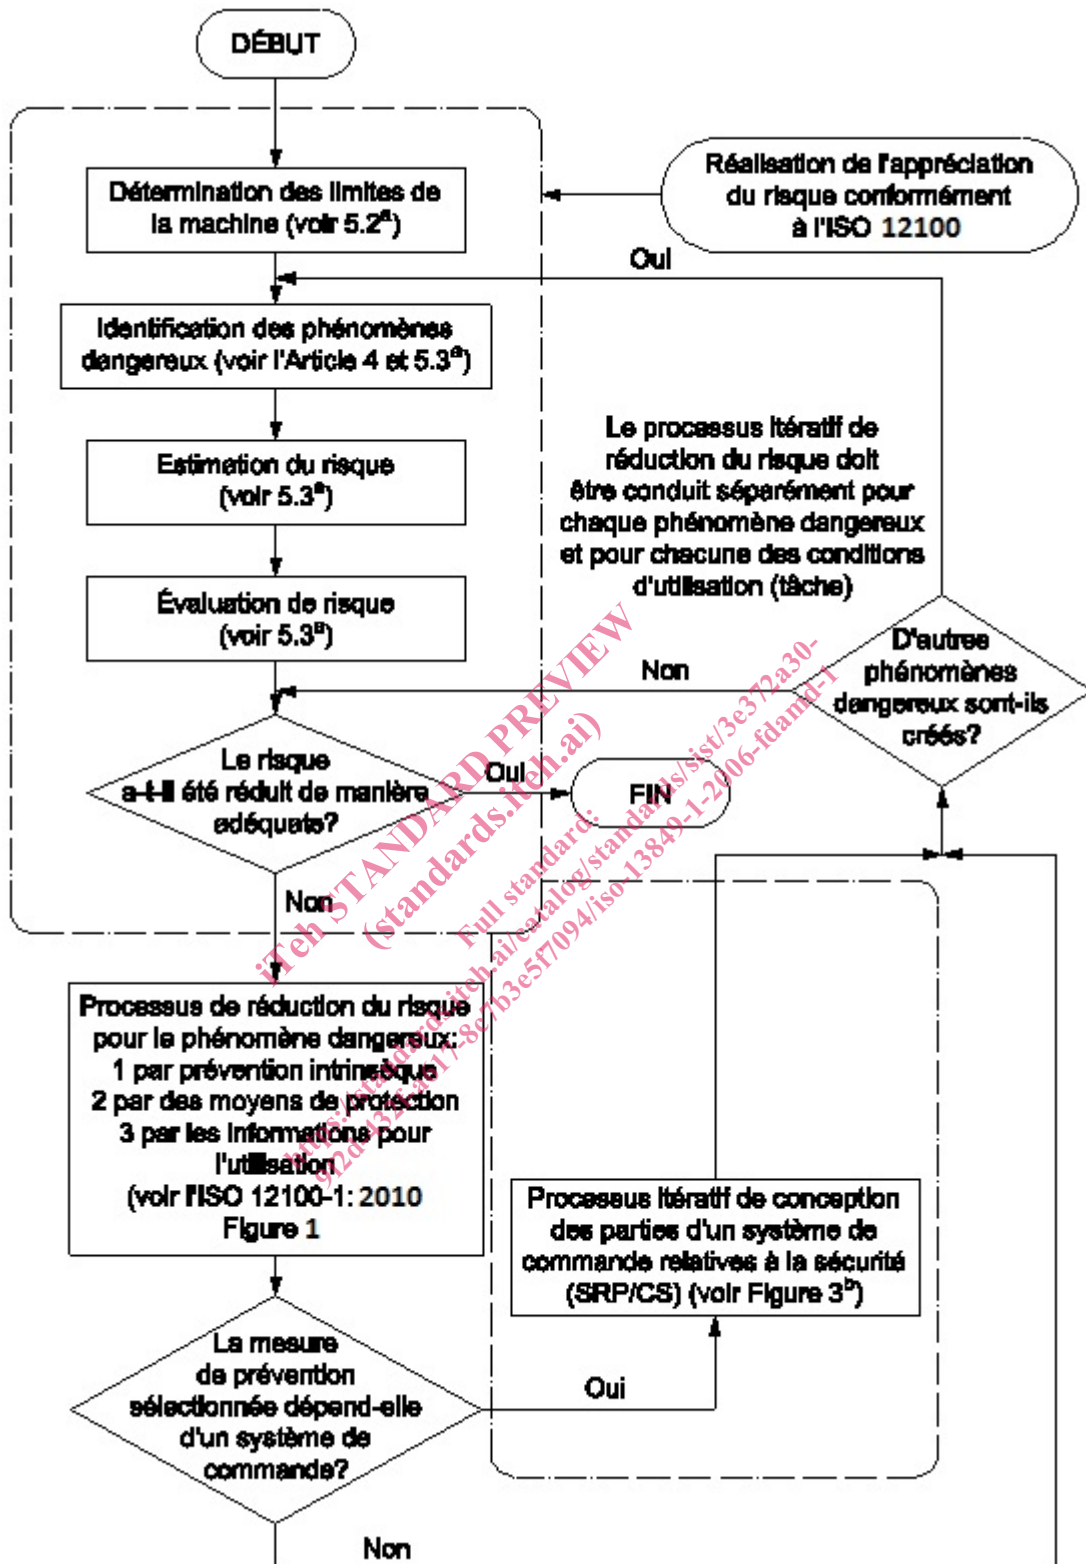 DÉBUT
Détermination des limites de
la machine (voir 5.2a)
Réalisation de l'appréciation
du risque conformément
à l'ISO 12100
Oui
Identification des phénomènes
dangereux (voir l'Article 4 et 5.3a)
Le processus itératif de
réduction du risque doit
être conduit séparément pour
chaque phénomène dangereux
et pour chacune des conditions
d'utilisation (tâche)
Estimation du risque
(voir 5.3a)
Évaluation de risque
(voir 5.3a)
Non
D'autres
phénomènes
dangereux sont-ils
créés?
Le risque
a-t-il été réduit de manière
adéquate?
Oui
FIN
Non
Processus de réduction du risque
pour le phénomène dangereux:
1 par prévention intrinsèque
2 par des moyens de protection
3 par les informations pour
l'utilisation
(voir l'ISO 12100-1: 2010
Figure 1
Processus itératif de conception
des parties d'un système de
commande relatives à la sécurité
(SRP/CS) (voir Figure 3b)
La mesure
de prévention
sélectionnée dépend-elle
d'un système de
commande?
Oui
Non
iTeh STANDARD PREVIEW
(standards.iteh.ai)
Full standard: